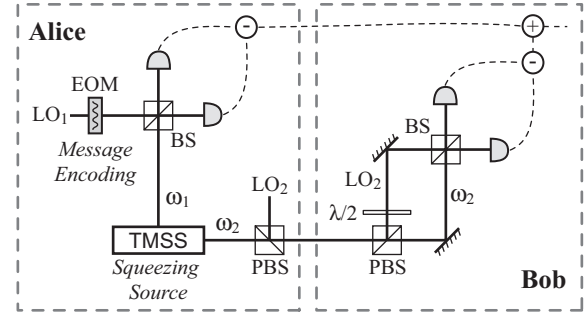 Alice
-
+
-
EOM
LO₁
BS
Message
Encoding
BS
LO₂
LO₂
ω₁
λ/2
ω₂
TMSS
ω₂
Squeezing
Source
PBS
PBS
Bob